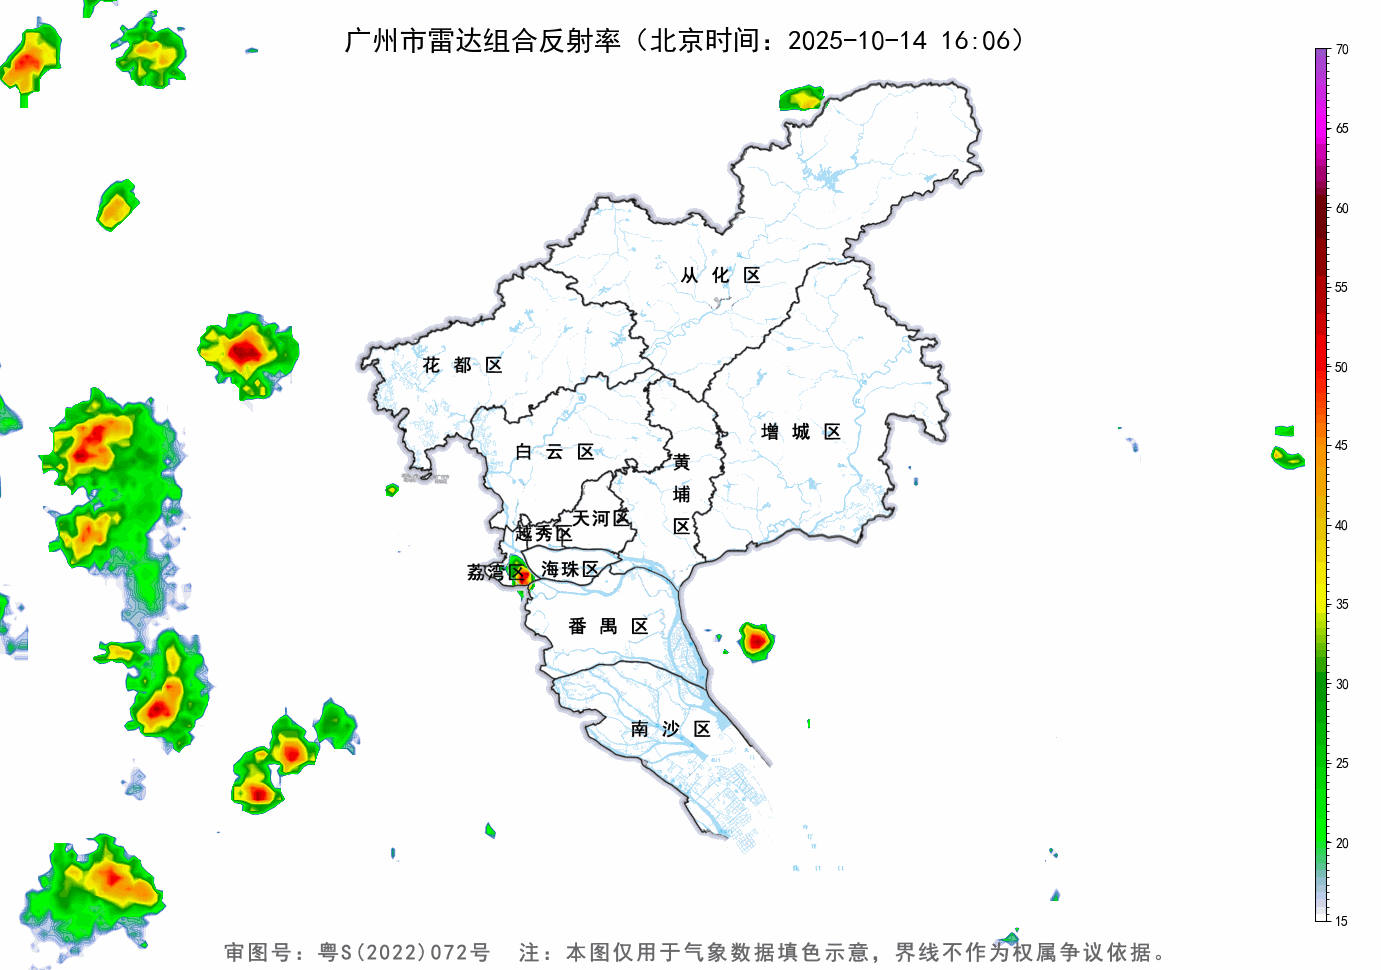 广州市雷达组合反射率（北京时间：2025-10-14 16:06）
70
65
60
55
50
45
40
35
30
25
20
15
从化区
花都区
增城区
白云区
黄埔区
天河区
越秀区
荔湾区
海珠区
番禺区
南沙区
审图号：粤S(2022)072号 注：本图仅用于气象数据填色示意，界线不作为权属争议依据。